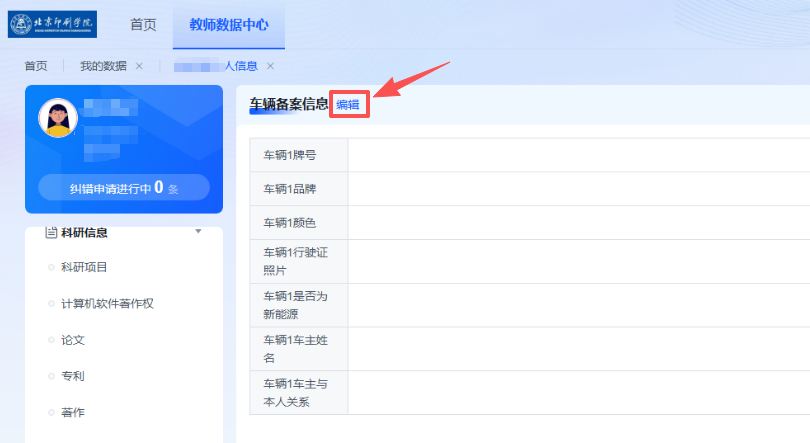 北京印刷学院
首页
教师数据中心
首页
我的数据 ×
人信息 ×
纠错申请进行中 0 条
科研信息
科研项目
计算机软件著作权
论文
专利
著作
车辆备案信息 编辑
车辆1牌号
车辆1品牌
车辆1颜色
车辆1行驶证
照片
车辆1是否为
新能源
车辆1车主姓
名
车辆1车主与
本人关系